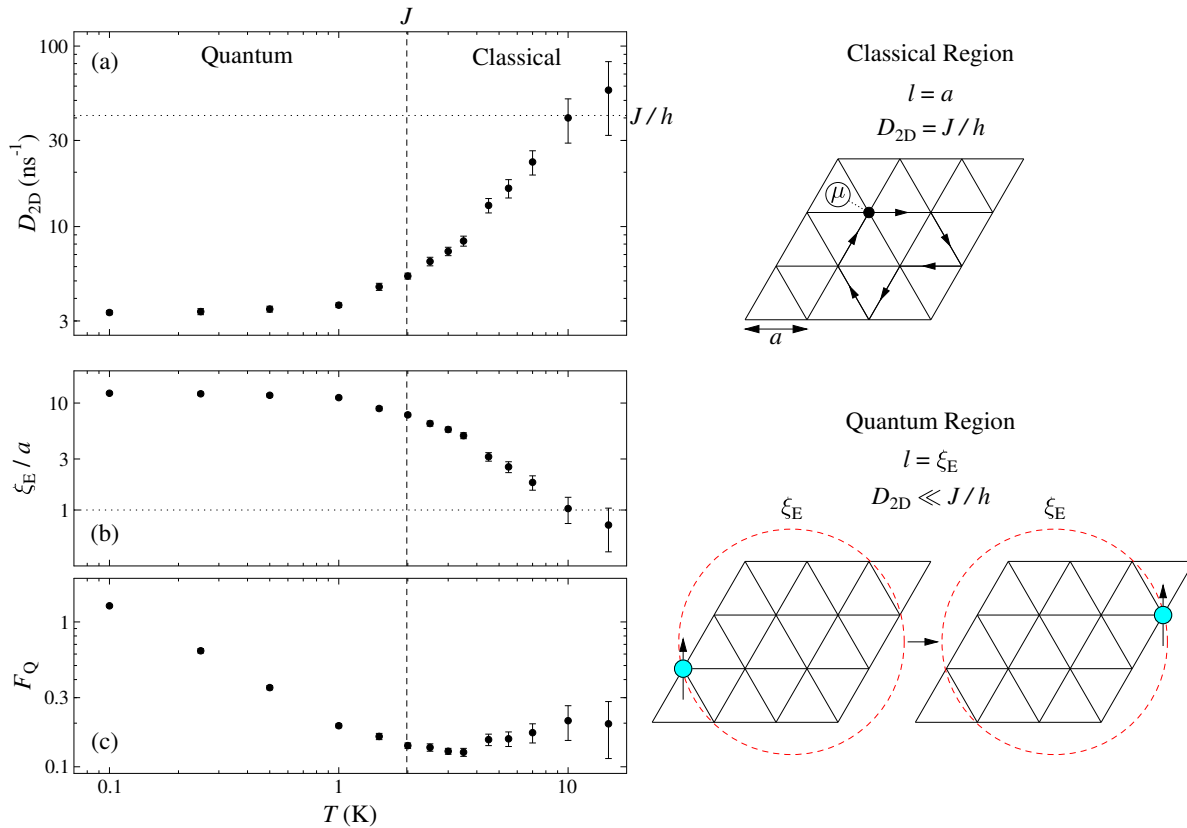 J
(a)
Quantum
Classical
100
30
10
3
D2D (ns-1)
J / h
10
3
1
ξE / a
(b)
1
0.3
0.1
FQ
(c)
0.1
1
10
T (K)
Classical Region
l = a
D2D = J / h
μ
a
Quantum Region
l = ξE
D2D ≪ J / h
ξE
ξE